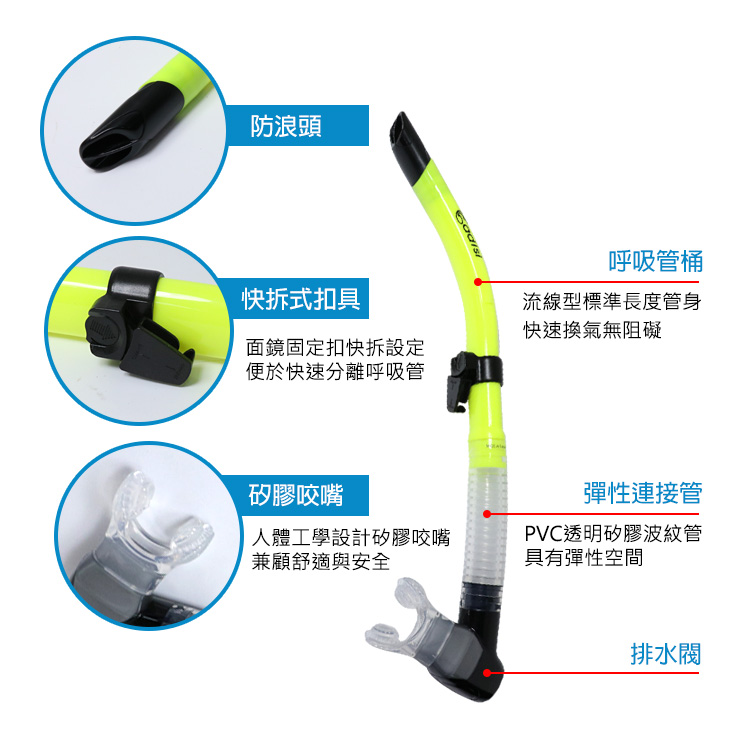 防浪頭
快拆式扣具
面鏡固定扣快拆設定
便於快速分離呼吸管
矽膠咬嘴
人體工學設計矽膠咬嘴
兼顧舒適與安全
adisi
呼吸管桶
流線型標準長度管身
快速換氣無阻礙
彈性連接管
PVC透明矽膠波紋管
具有彈性空間
排水閥